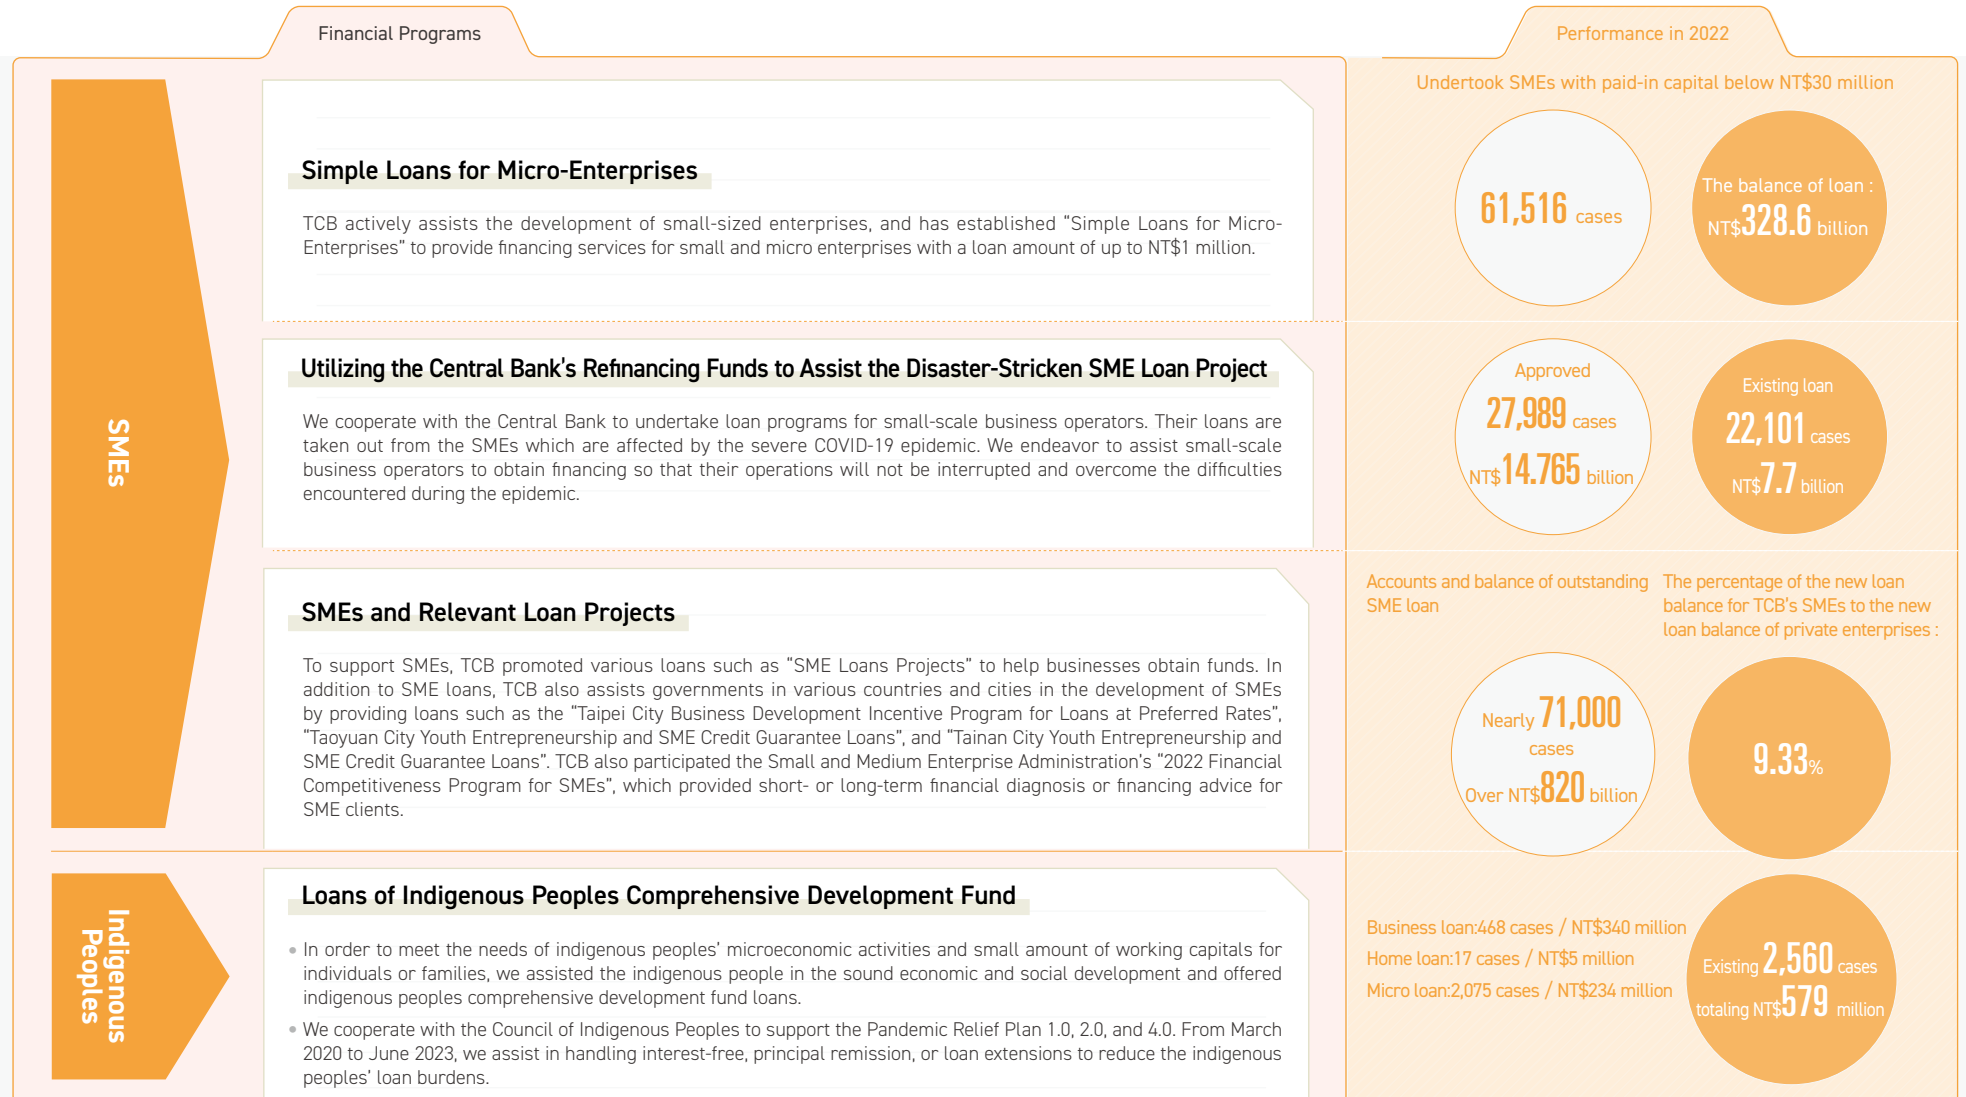 Financial Programs
Performance in 2022
SMEs
Simple Loans for Micro-Enterprises
TCB actively assists the development of small-sized enterprises, and has established “Simple Loans for Micro-
Enterprises” to provide financing services for small and micro enterprises with a loan amount of up to NT$1 million.
Undertook SMEs with paid-in capital below NT$30 million
61,516 cases
The balance of loan :
NT$328.6 billion
Utilizing the Central Bank's Refinancing Funds to Assist the Disaster-Stricken SME Loan Project
We cooperate with the Central Bank to undertake loan programs for small-scale business operators. Their loans are
taken out from the SMEs which are affected by the severe COVID-19 epidemic. We endeavor to assist small-scale
business operators to obtain financing so that their operations will not be interrupted and overcome the difficulties
encountered during the epidemic.
Approved
27,989 cases
NT$14.765 billion
Existing loan
22,101 cases
NT$7.7 billion
SMEs and Relevant Loan Projects
To support SMEs, TCB promoted various loans such as “SME Loans Projects” to help businesses obtain funds. In
addition to SME loans, TCB also assists governments in various countries and cities in the development of SMEs
by providing loans such as the “Taipei City Business Development Incentive Program for Loans at Preferred Rates”,
“Taoyuan City Youth Entrepreneurship and SME Credit Guarantee Loans”, and “Tainan City Youth Entrepreneurship and
SME Credit Guarantee Loans”. TCB also participated the Small and Medium Enterprise Administration’s “2022 Financial
Competitiveness Program for SMEs”, which provided short- or long-term financial diagnosis or financing advice for
SME clients.
Accounts and balance of outstanding
SME loan
Nearly 71,000
cases
Over NT$820 billion
The percentage of the new loan
balance for TCB's SMEs to the new
loan balance of private enterprises :
9.33%
Indigenous
Peoples
Loans of Indigenous Peoples Comprehensive Development Fund
• In order to meet the needs of indigenous peoples’ microeconomic activities and small amount of working capitals for
individuals or families, we assisted the indigenous people in the sound economic and social development and offered
indigenous peoples comprehensive development fund loans.
• We cooperate with the Council of Indigenous Peoples to support the Pandemic Relief Plan 1.0, 2.0, and 4.0. From March
2020 to June 2023, we assist in handling interest-free, principal remission, or loan extensions to reduce the indigenous
peoples’ loan burdens.
Business loan:468 cases / NT$340 million
Home loan:17 cases / NT$5 million
Micro loan:2,075 cases / NT$234 million
Existing 2,560 cases
totaling NT$579 million